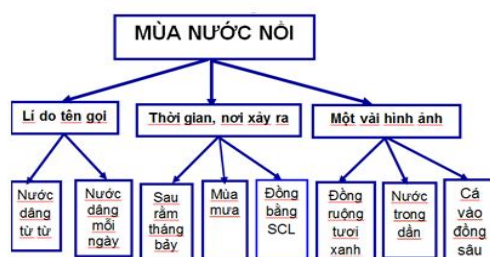 MÙA NƯỚC NỔI
Lí do tên gọi
Thời gian, nơi xảy ra
Một vài hình ảnh
Nước
dâng
từ từ
Nước
dâng
mỗi
ngày
Sau
rằm
tháng
bảy
Mùa
mưa
Đồng
bằng
SCL
Đồng
ruộng
tươi
xanh
Nước
trong
dần
Cá
vào
đồng
sâu